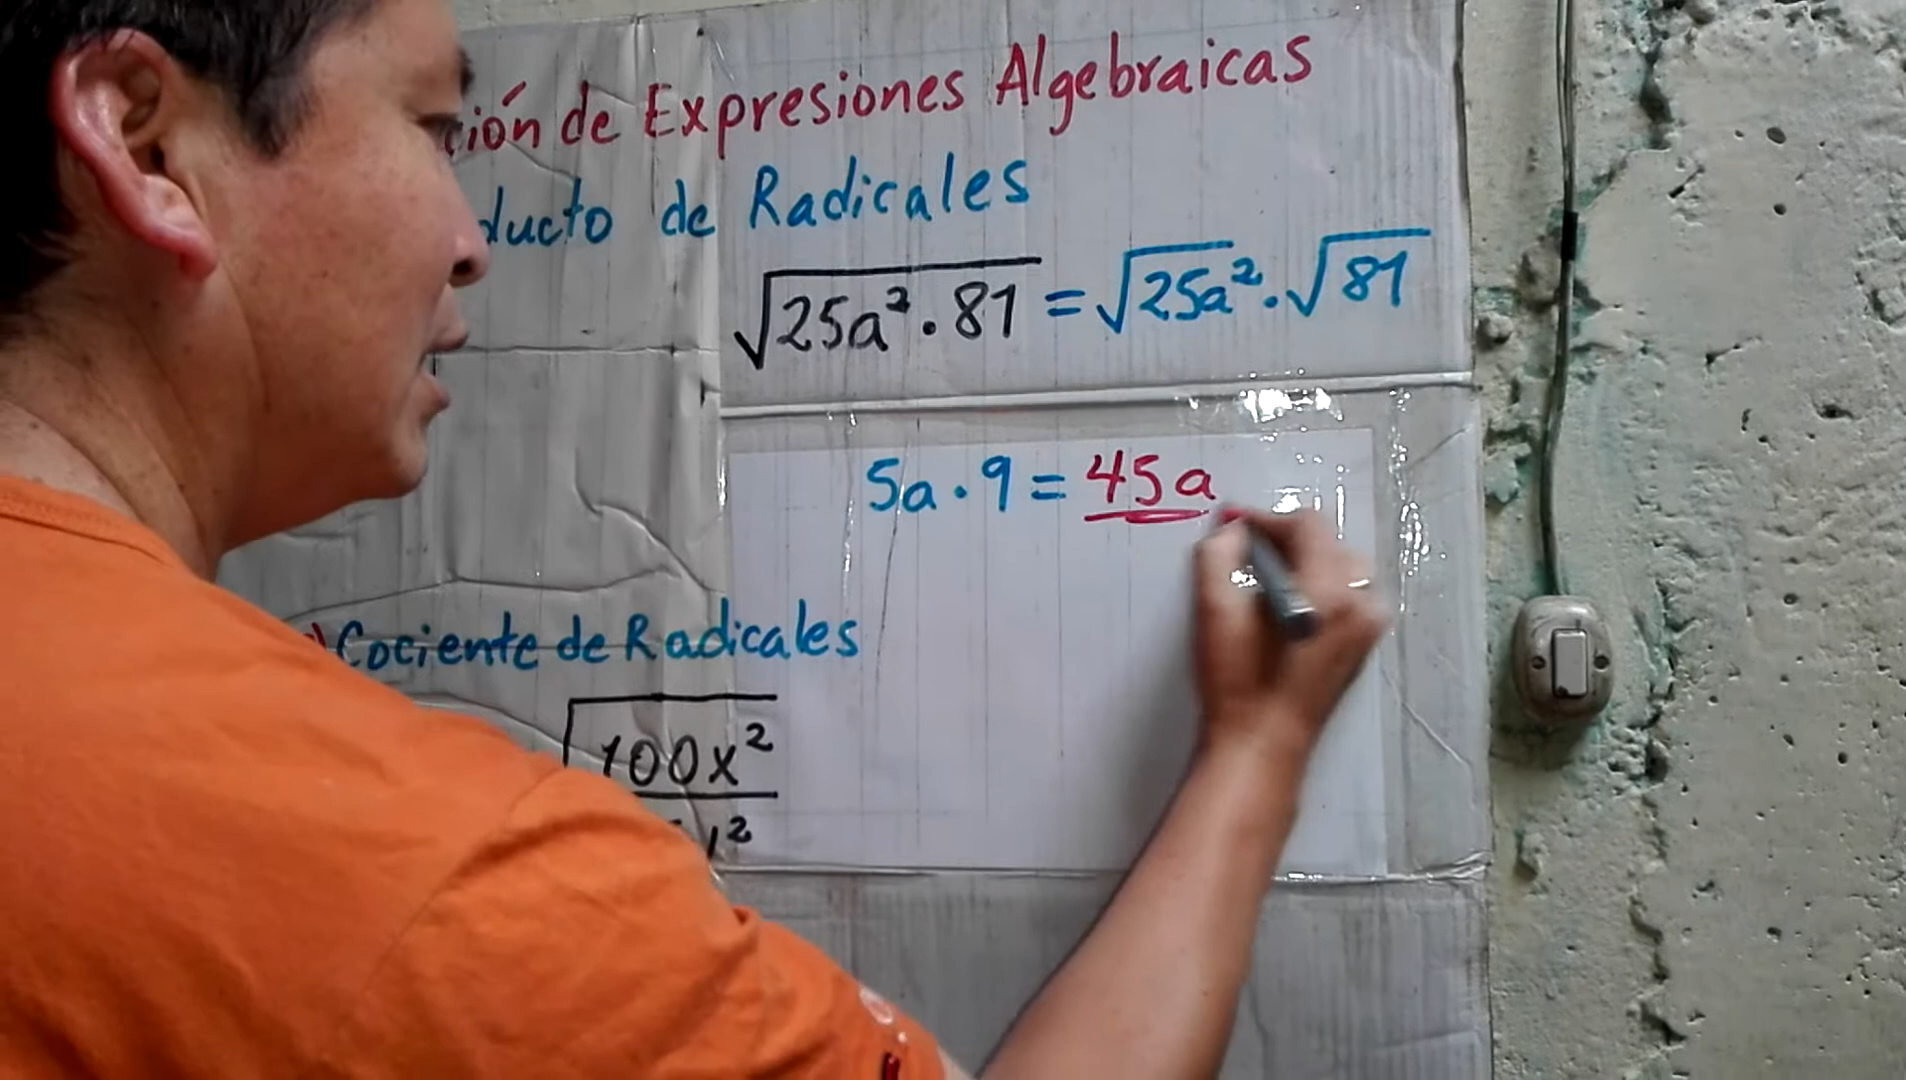 ción de Expresiones Algebraicas
ducto de Radicales
√25a² · 81 = √25a² · √81
5a · 9 = 45a
Cociente de Radicales
√100x²